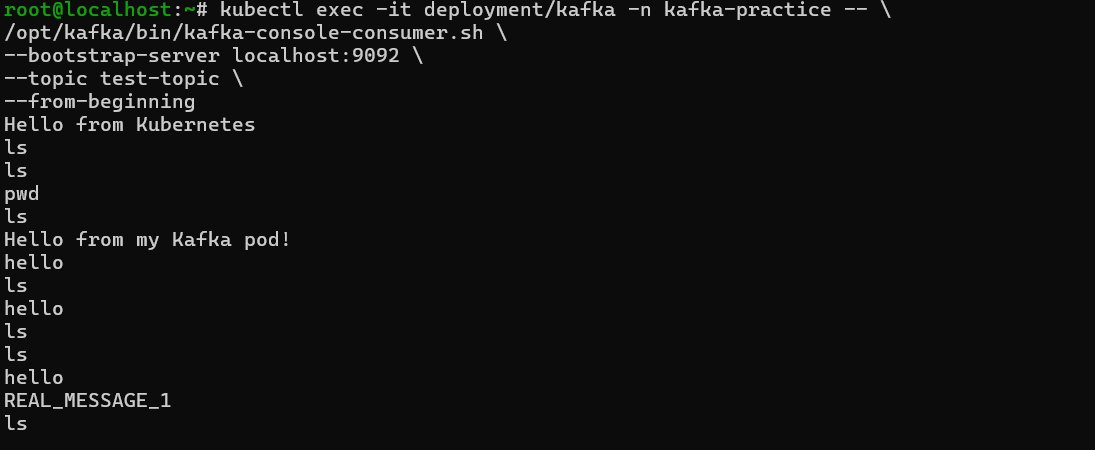 root@localhost:~# kubectl exec -it deployment/kafka -n kafka-practice -- \
/opt/kafka/bin/kafka-console-consumer.sh \
--bootstrap-server localhost:9092 \
--topic test-topic \
--from-beginning
Hello from Kubernetes
ls
ls
pwd
ls
Hello from my Kafka pod!
hello
ls
hello
ls
ls
hello
REAL_MESSAGE_1
ls